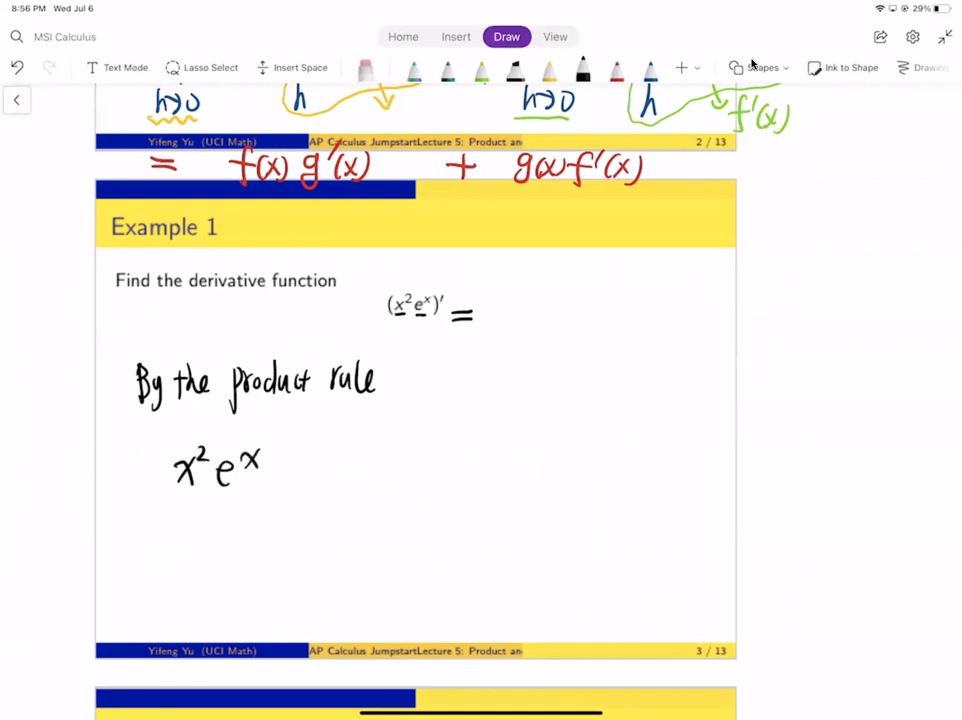 8:56 PM Wed Jul 6 29%
MSI Calculus Home Insert Draw View
Text Mode Lasso Select Insert Space Shapes Ink to Shape Drawing
h→0 h h→0 h f'(x)
Yifeng Yu (UCI Math) AP Calculus JumpstartLecture 5: Product an 2 / 13
= f(x) g'(x) + g(x) f'(x)
Example 1
Find the derivative function
(x²eˣ)' =
By the product rule
x² eˣ
Yifeng Yu (UCI Math) AP Calculus JumpstartLecture 5: Product an 3 / 13